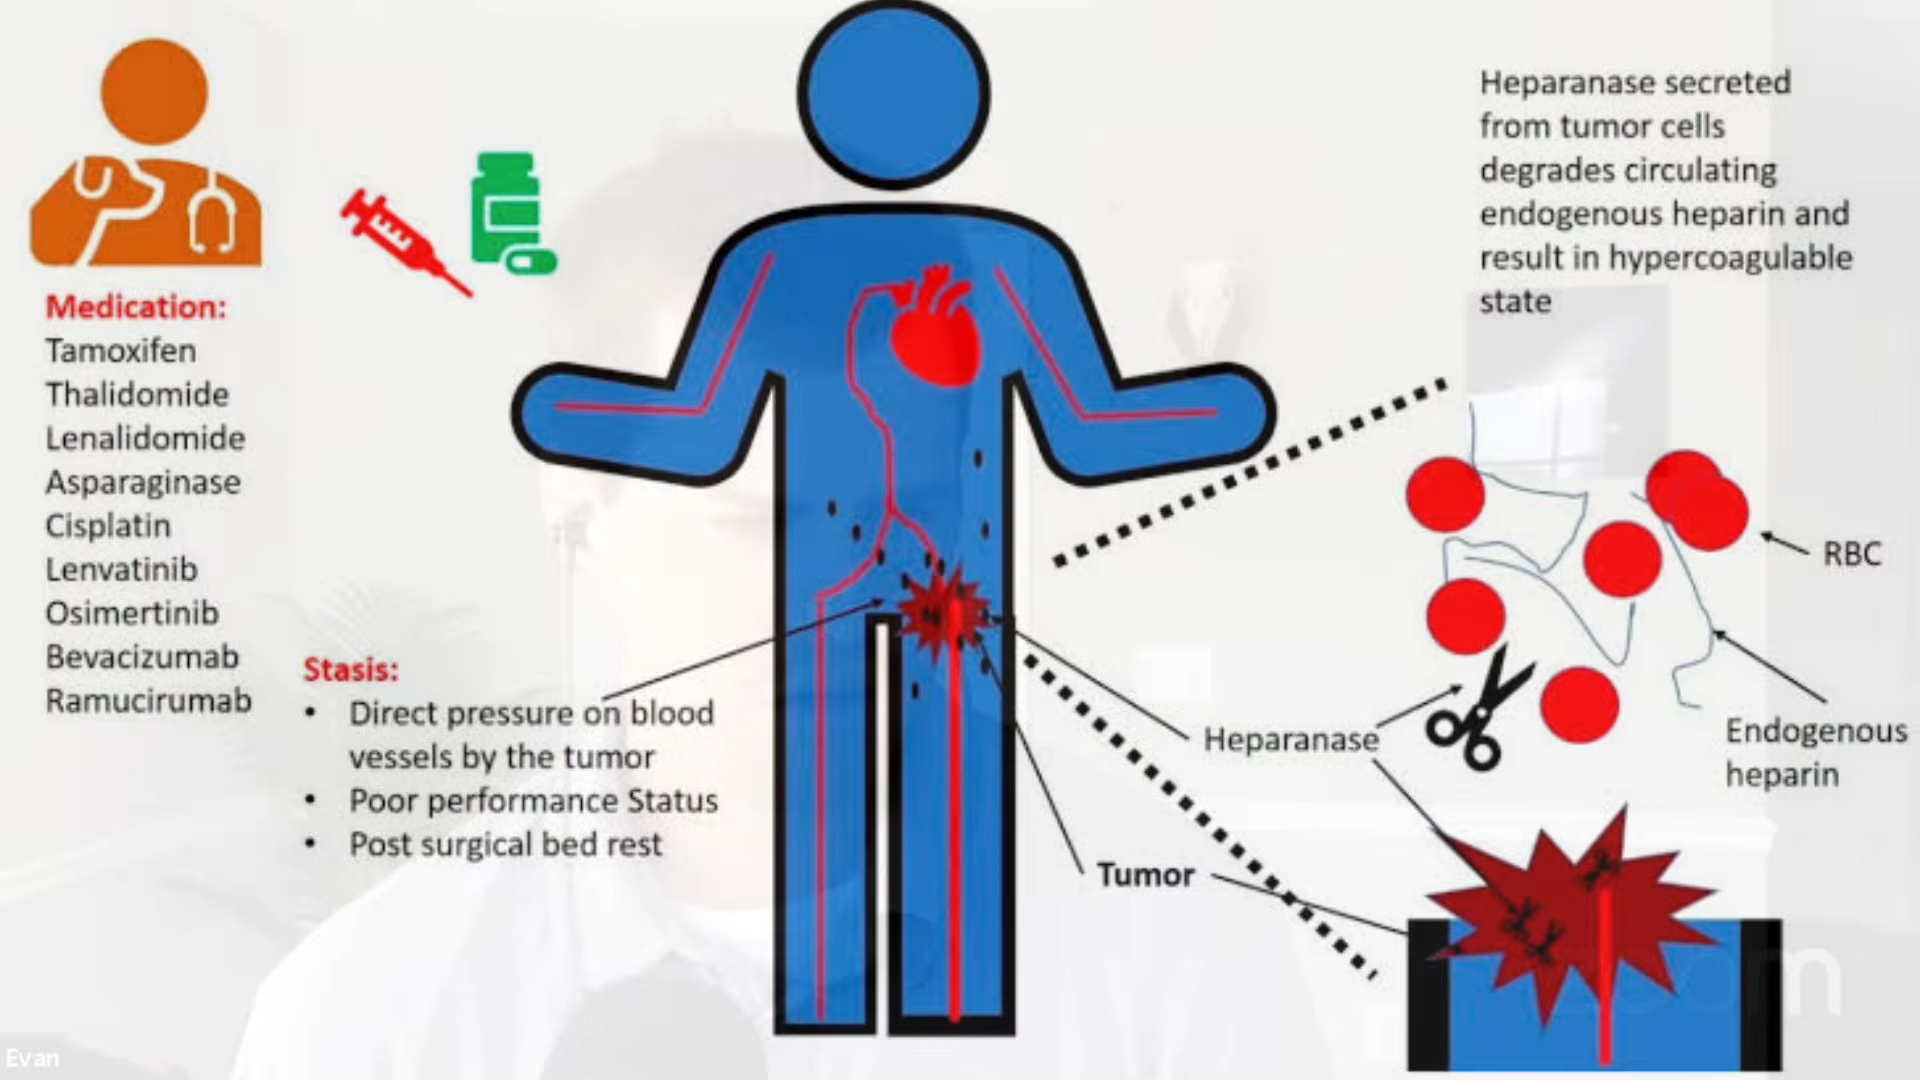 Heparanase secreted
from tumor cells
degrades circulating
endogenous heparin and
result in hypercoagulable
state
Medication:
Tamoxifen
Thalidomide
Lenalidomide
Asparaginase
Cisplatin
Lenvatinib
Osimertinib
Bevacizumab
Ramucirumab
Stasis:
• Direct pressure on blood
vessels by the tumor
• Poor performance Status
• Post surgical bed rest
RBC
Heparanase
Endogenous
heparin
Tumor
zoom
Evan